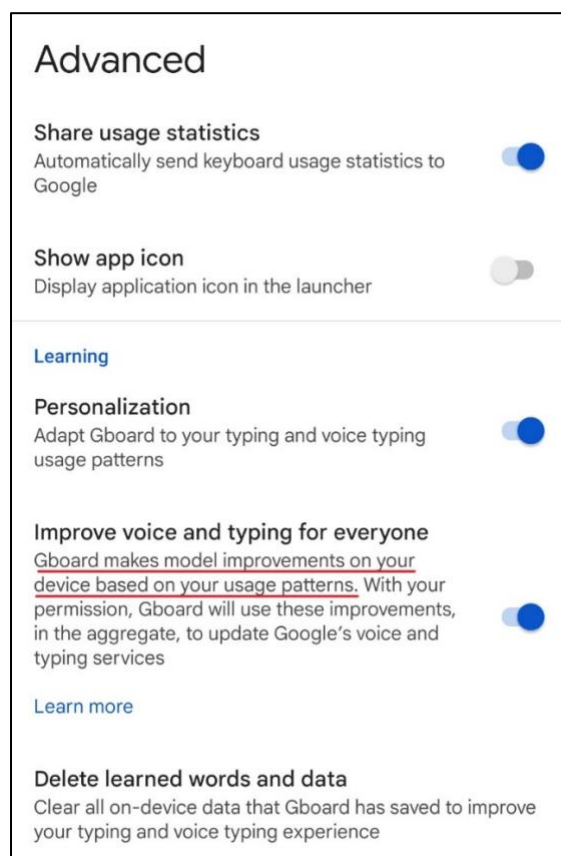 Advanced
Share usage statistics
Automatically send keyboard usage statistics to
Google
Show app icon
Display application icon in the launcher
Learning
Personalization
Adapt Gboard to your typing and voice typing
usage patterns
Improve voice and typing for everyone
Gboard makes model improvements on your
device based on your usage patterns. With your
permission, Gboard will use these improvements,
in the aggregate, to update Google's voice and
typing services
Learn more
Delete learned words and data
Clear all on-device data that Gboard has saved to improve
your typing and voice typing experience